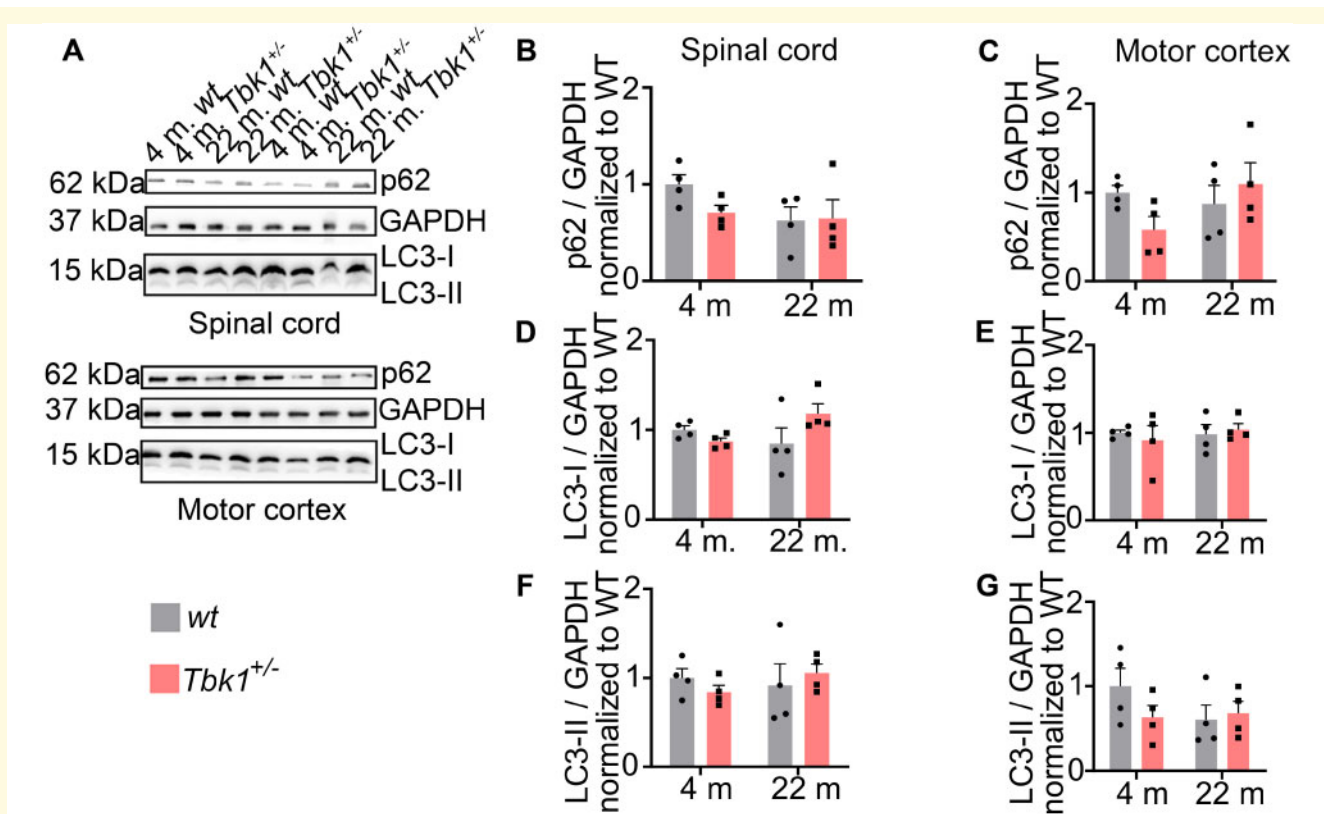 A
4 m. wt
4 m. Tbk1+/-
22 m. wt
22 m. Tbk1+/-
4 m. wt
4 m. Tbk1+/-
22 m. wt
22 m. Tbk1+/-
62 kDa p62
37 kDa GAPDH
15 kDa LC3-I
LC3-II
Spinal cord
62 kDa p62
37 kDa GAPDH
15 kDa LC3-I
LC3-II
Motor cortex
wt
Tbk1+/-
B Spinal cord
p62 / GAPDH
normalized to WT
2
1
0
4 m 22 m
C Motor cortex
p62 / GAPDH
normalized to WT
2
1
0
4 m 22 m
D
LC3-I / GAPDH
normalized to WT
2
1
0
4 m. 22 m.
E
LC3-I / GAPDH
normalized to WT
2
1
0
4 m 22 m
F
LC3-II / GAPDH
normalized to WT
2
1
0
4 m 22 m
G
LC3-II / GAPDH
normalized to WT
2
1
0
4 m 22 m